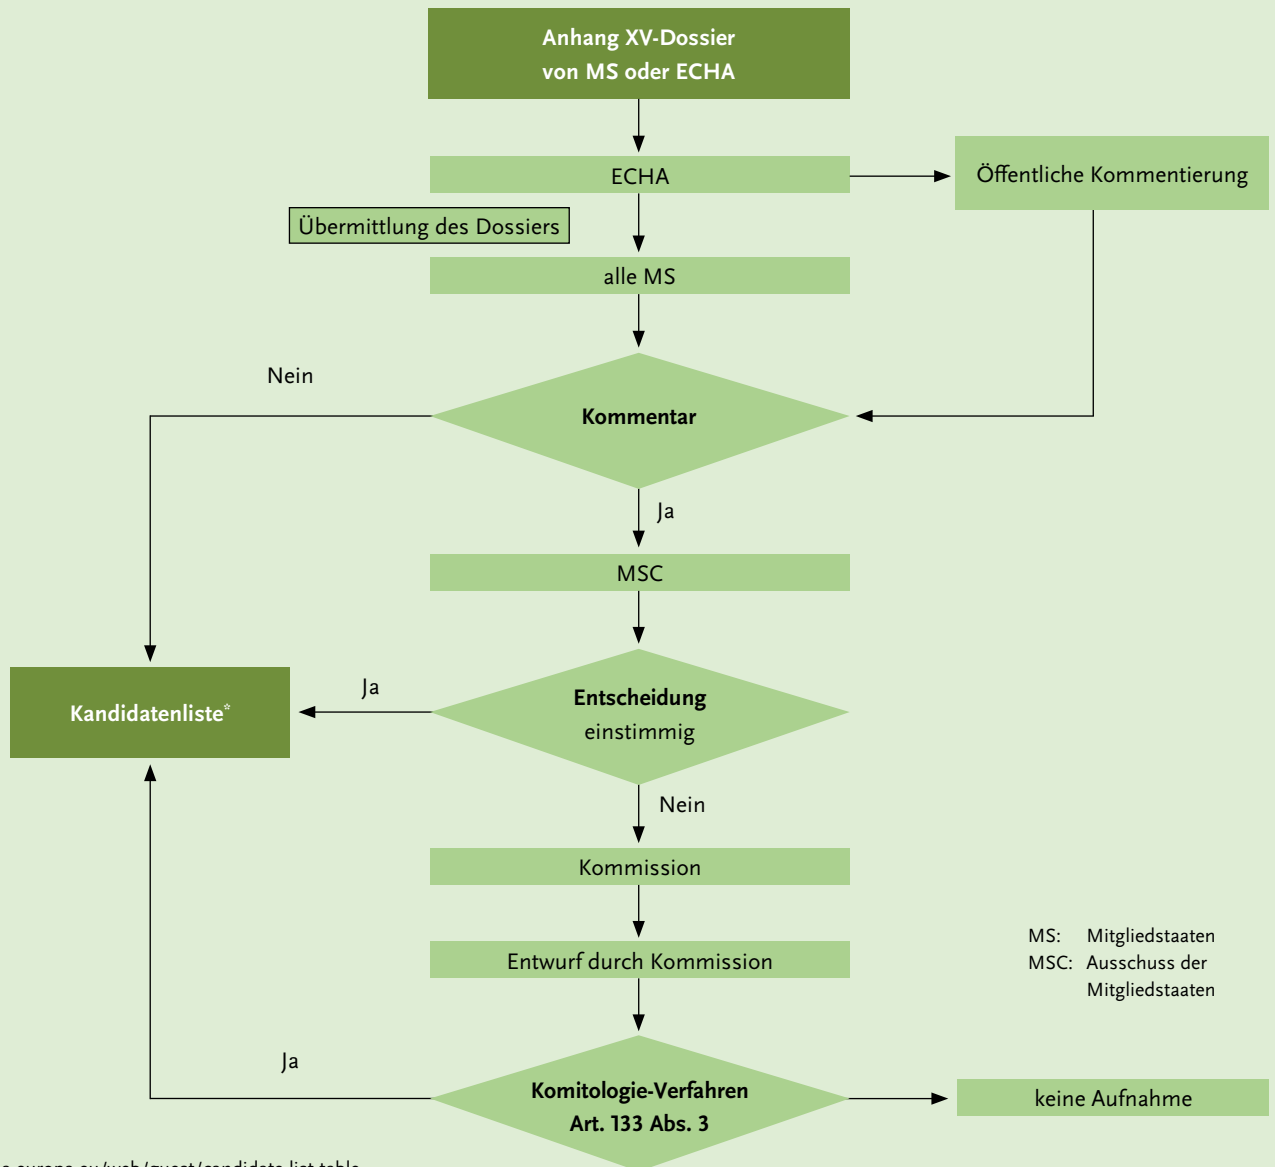 Anhang XV-Dossier
von MS oder ECHA
ECHA
Öffentliche Kommentierung
Übermittlung des Dossiers
alle MS
Nein
Kommentar
Ja
MSC
Kandidatenliste*
Ja
Entscheidung
einstimmig
Nein
Kommission
Entwurf durch Kommission
MS: Mitgliedstaaten
MSC: Ausschuss der
Mitgliedstaaten
Ja
Komitologie-Verfahren
Art. 133 Abs. 3
keine Aufnahme